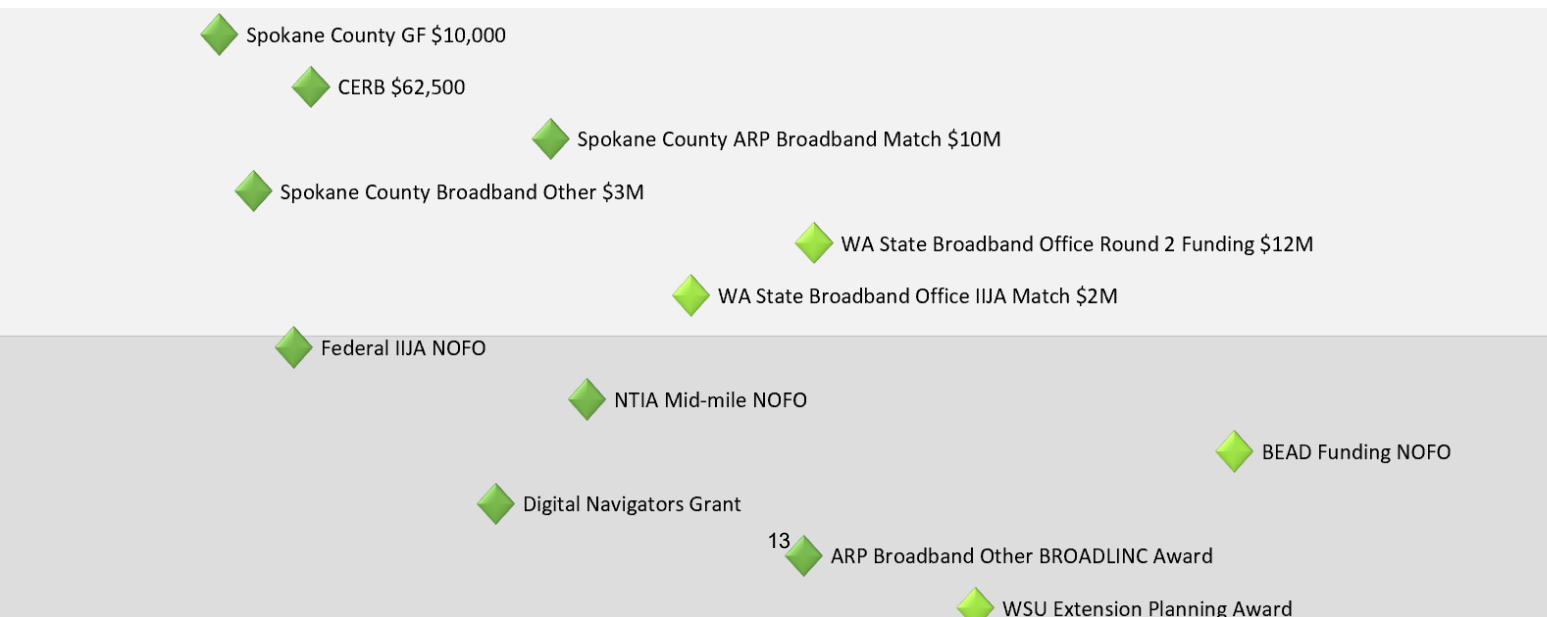 Spokane County GF $10,000
CERB $62,500
Spokane County ARP Broadband Match $10M
Spokane County Broadband Other $3M
WA State Broadband Office Round 2 Funding $12M
WA State Broadband Office IIJA Match $2M
Federal IIJA NOFO
NTIA Mid-mile NOFO
BEAD Funding NOFO
Digital Navigators Grant
13
ARP Broadband Other BROADLINC Award
WSU Extension Planning Award